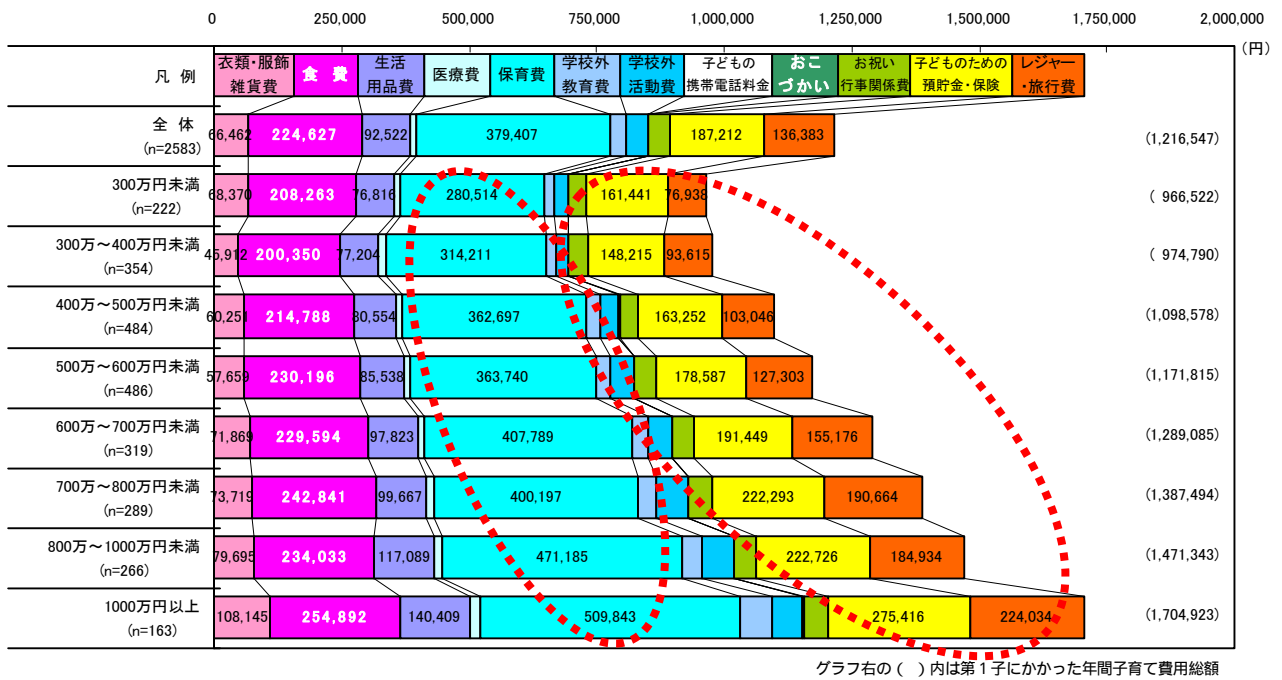 0 250,000 500,000 750,000 1,000,000 1,250,000 1,500,000 1,750,000 2,000,000
(円)
凡 例
衣類・服飾
雑貨費
食 費
生活
用品費
医療費
保育費
学校外
教育費
学校外
活動費
子どもの
携帯電話料金
おこ
づかい
お祝い
行事関係費
子どものための
預貯金・保険
レジャー
・旅行費
全 体
(n=2583)
66,462 224,627 92,522 379,407 187,212 136,383 (1,216,547)
300万円未満
(n=222)
68,370 208,263 76,816 280,514 161,441 76,938 ( 966,522)
300万～400万円未満
(n=354)
45,912 200,350 77,204 314,211 148,215 93,615 ( 974,790)
400万～500万円未満
(n=484)
60,251 214,788 80,554 362,697 163,252 103,046 (1,098,578)
500万～600万円未満
(n=486)
57,659 230,196 85,538 363,740 178,587 127,303 (1,171,815)
600万～700万円未満
(n=319)
71,869 229,594 97,823 407,789 191,449 155,176 (1,289,085)
700万～800万円未満
(n=289)
73,719 242,841 99,667 400,197 222,293 190,664 (1,387,494)
800万～1000万円未満
(n=266)
79,695 234,033 117,089 471,185 222,726 184,934 (1,471,343)
1000万円以上
(n=163)
108,145 254,892 140,409 509,843 275,416 224,034 (1,704,923)
グラフ右の（ ）内は第１子にかかった年間子育て費用総額